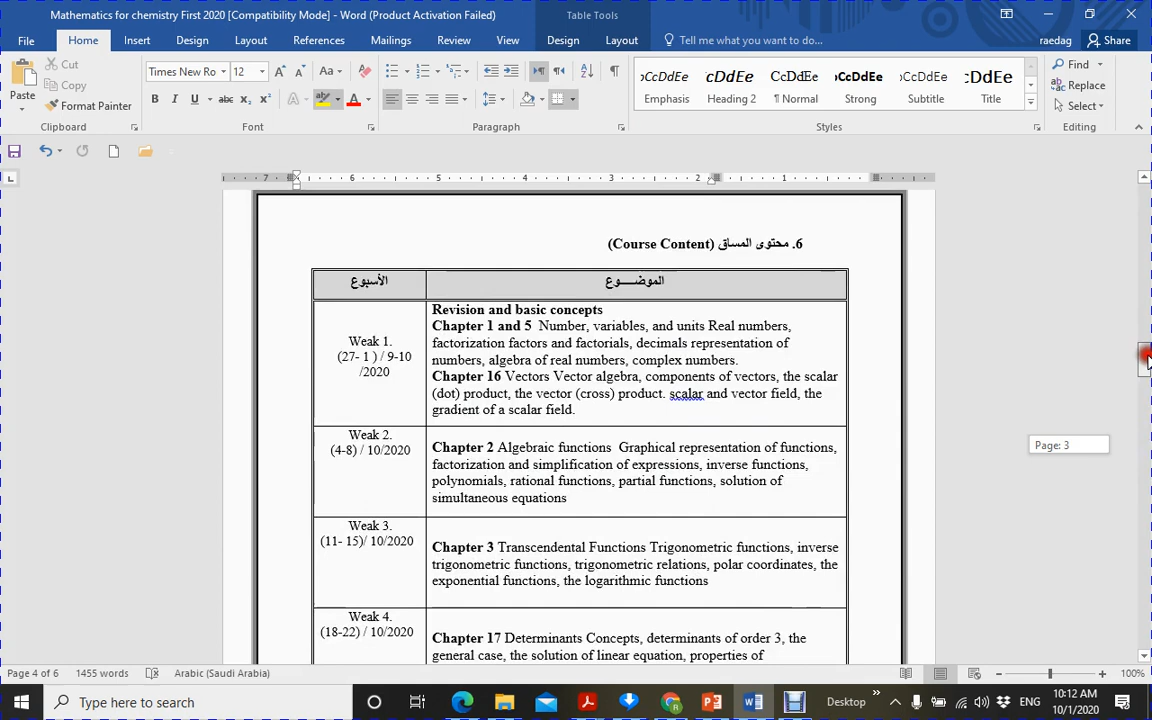 Mathematics for chemistry First 2020 [Compatibility Mode] - Word (Product Activation Failed)
Table Tools
File Home Insert Design Layout References Mailings Review View Design Layout Tell me what you want to do... raedag Share
Cut
Copy
Format Painter
Paste
Clipboard
Times New Ro 12
Font
Paragraph
AaBbCcDdEe
Emphasis Heading 2 ¶ Normal Strong Subtitle Title
Styles
Find
Replace
Select
Editing
7 6 5 4 3 2 1
6. محتوى المساق (Course Content)
الأسبوع الموضـــوع
Weak 1.
(27- 1 ) / 9-10
/2020
Revision and basic concepts
Chapter 1 and 5 Number, variables, and units Real numbers,
factorization factors and factorials, decimals representation of
numbers, algebra of real numbers, complex numbers.
Chapter 16 Vectors Vector algebra, components of vectors, the scalar
(dot) product, the vector (cross) product. scalar and vector field, the
gradient of a scalar field.
Weak 2.
(4-8) / 10/2020
Chapter 2 Algebraic functions Graphical representation of functions,
factorization and simplification of expressions, inverse functions,
polynomials, rational functions, partial functions, solution of
simultaneous equations
Weak 3.
(11- 15)/ 10/2020
Chapter 3 Transcendental Functions Trigonometric functions, inverse
trigonometric functions, trigonometric relations, polar coordinates, the
exponential functions, the logarithmic functions
Weak 4.
(18-22) / 10/2020
Chapter 17 Determinants Concepts, determinants of order 3, the
general case, the solution of linear equation, properties of
Page: 3
Page 4 of 6 1455 words Arabic (Saudi Arabia) 100%
Type here to search
Desktop
ENG
10:12 AM
10/1/2020